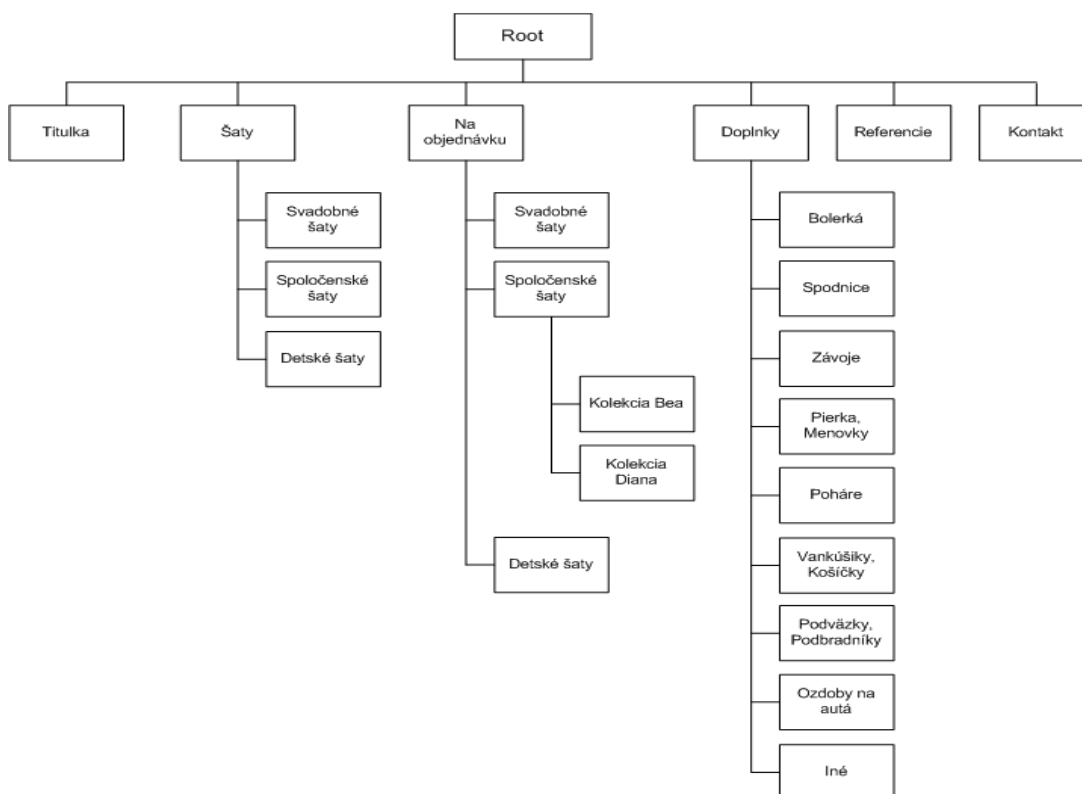 Root
Titulka
Šaty
Na
objednávku
Doplnky
Referencie
Kontakt
Svadobné
šaty
Spoločenské
šaty
Detské šaty
Svadobné
šaty
Spoločenské
šaty
Kolekcia Bea
Kolekcia
Diana
Detské šaty
Bolerká
Spodnice
Závoje
Pierka,
Menovky
Poháre
Vankúšiky,
Košíčky
Podväzky,
Podbradníky
Ozdoby na
autá
Iné